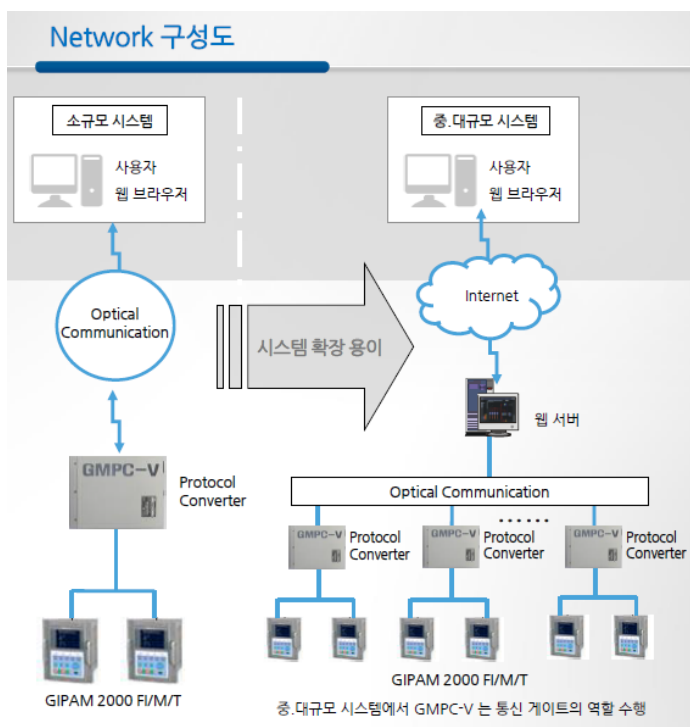 Network 구성도
소규모 시스템
사용자
웹 브라우저
Optical
Communication
GMPC-V
Protocol
Converter
GIPAM 2000 FI/M/T
시스템 확장 용이
중.대규모 시스템
사용자
웹 브라우저
Internet
웹 서버
Optical Communication
......
GMPC-V
Protocol
Converter
GMPC-V
Protocol
Converter
GMPC-V
Protocol
Converter
GIPAM 2000 FI/M/T
중.대규모 시스템에서 GMPC-V 는 통신 게이트의 역할 수행